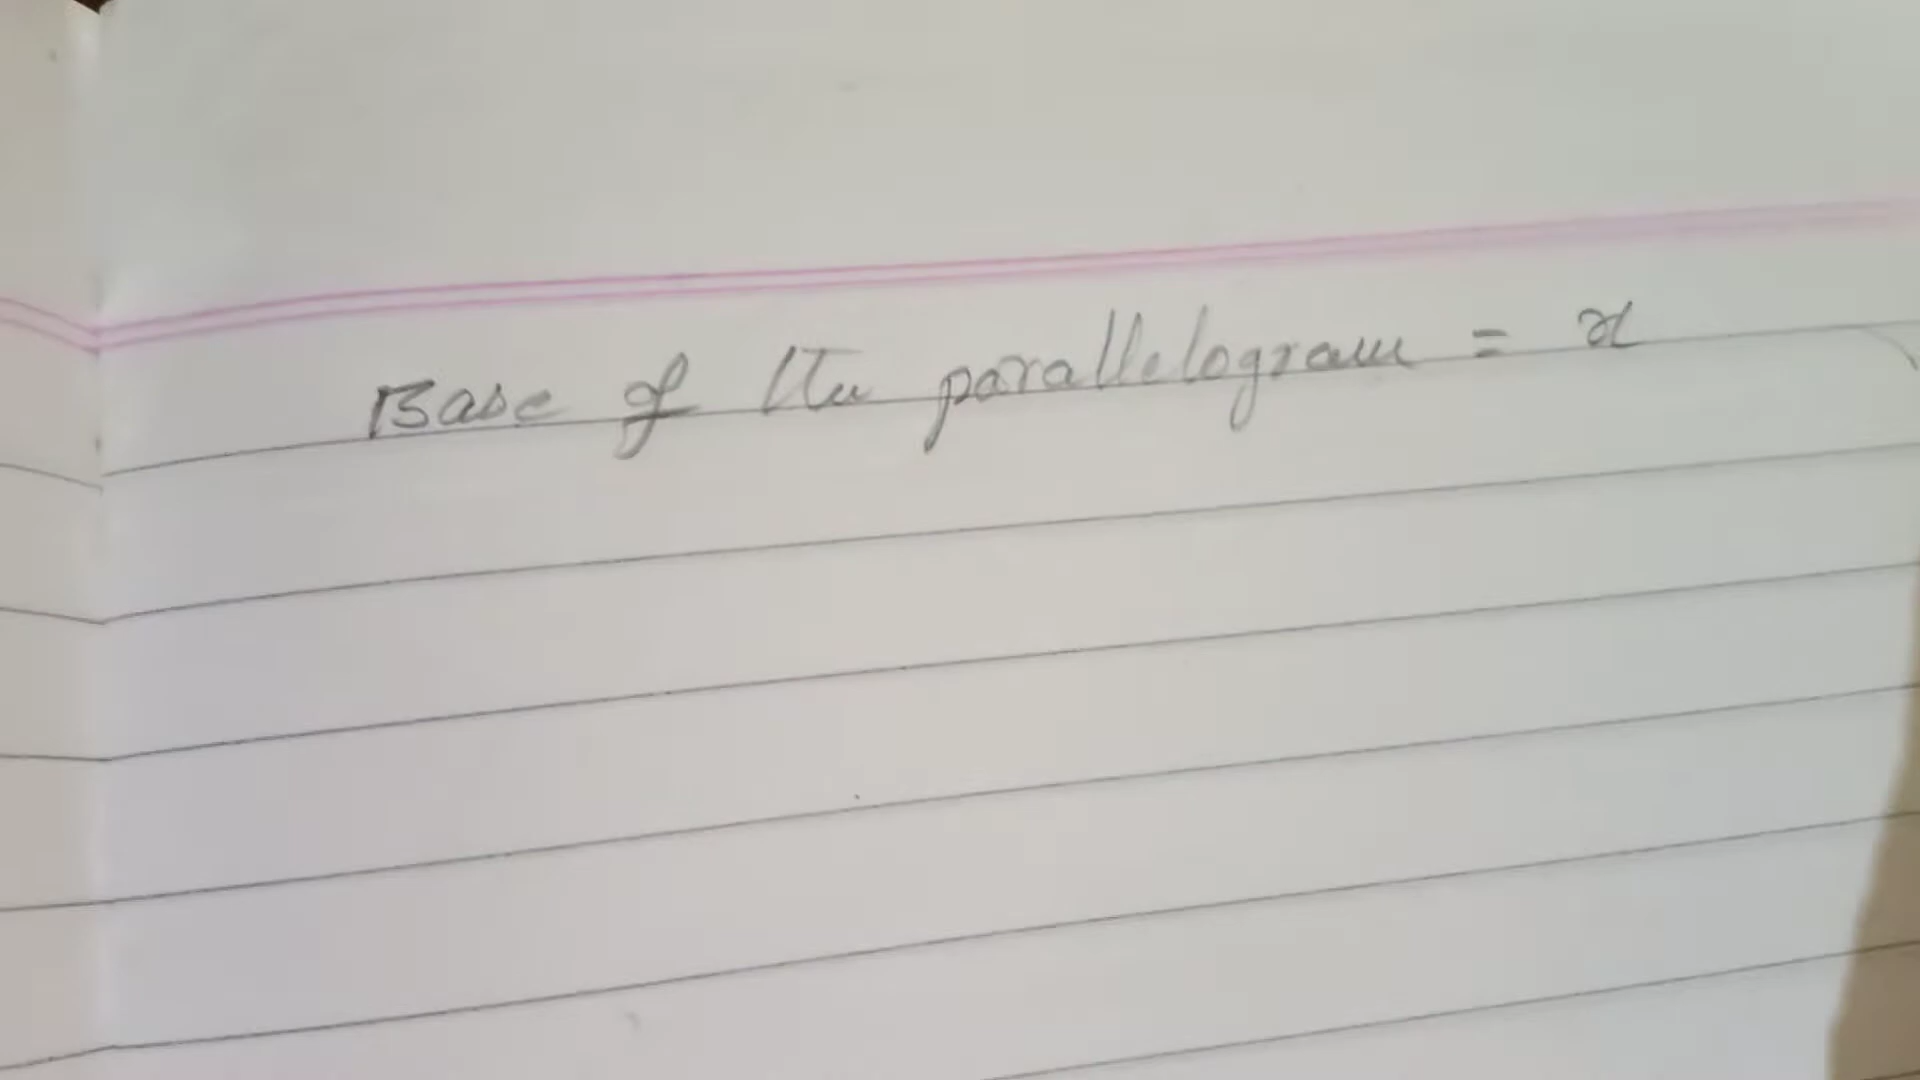 Base of the parallelogram = x